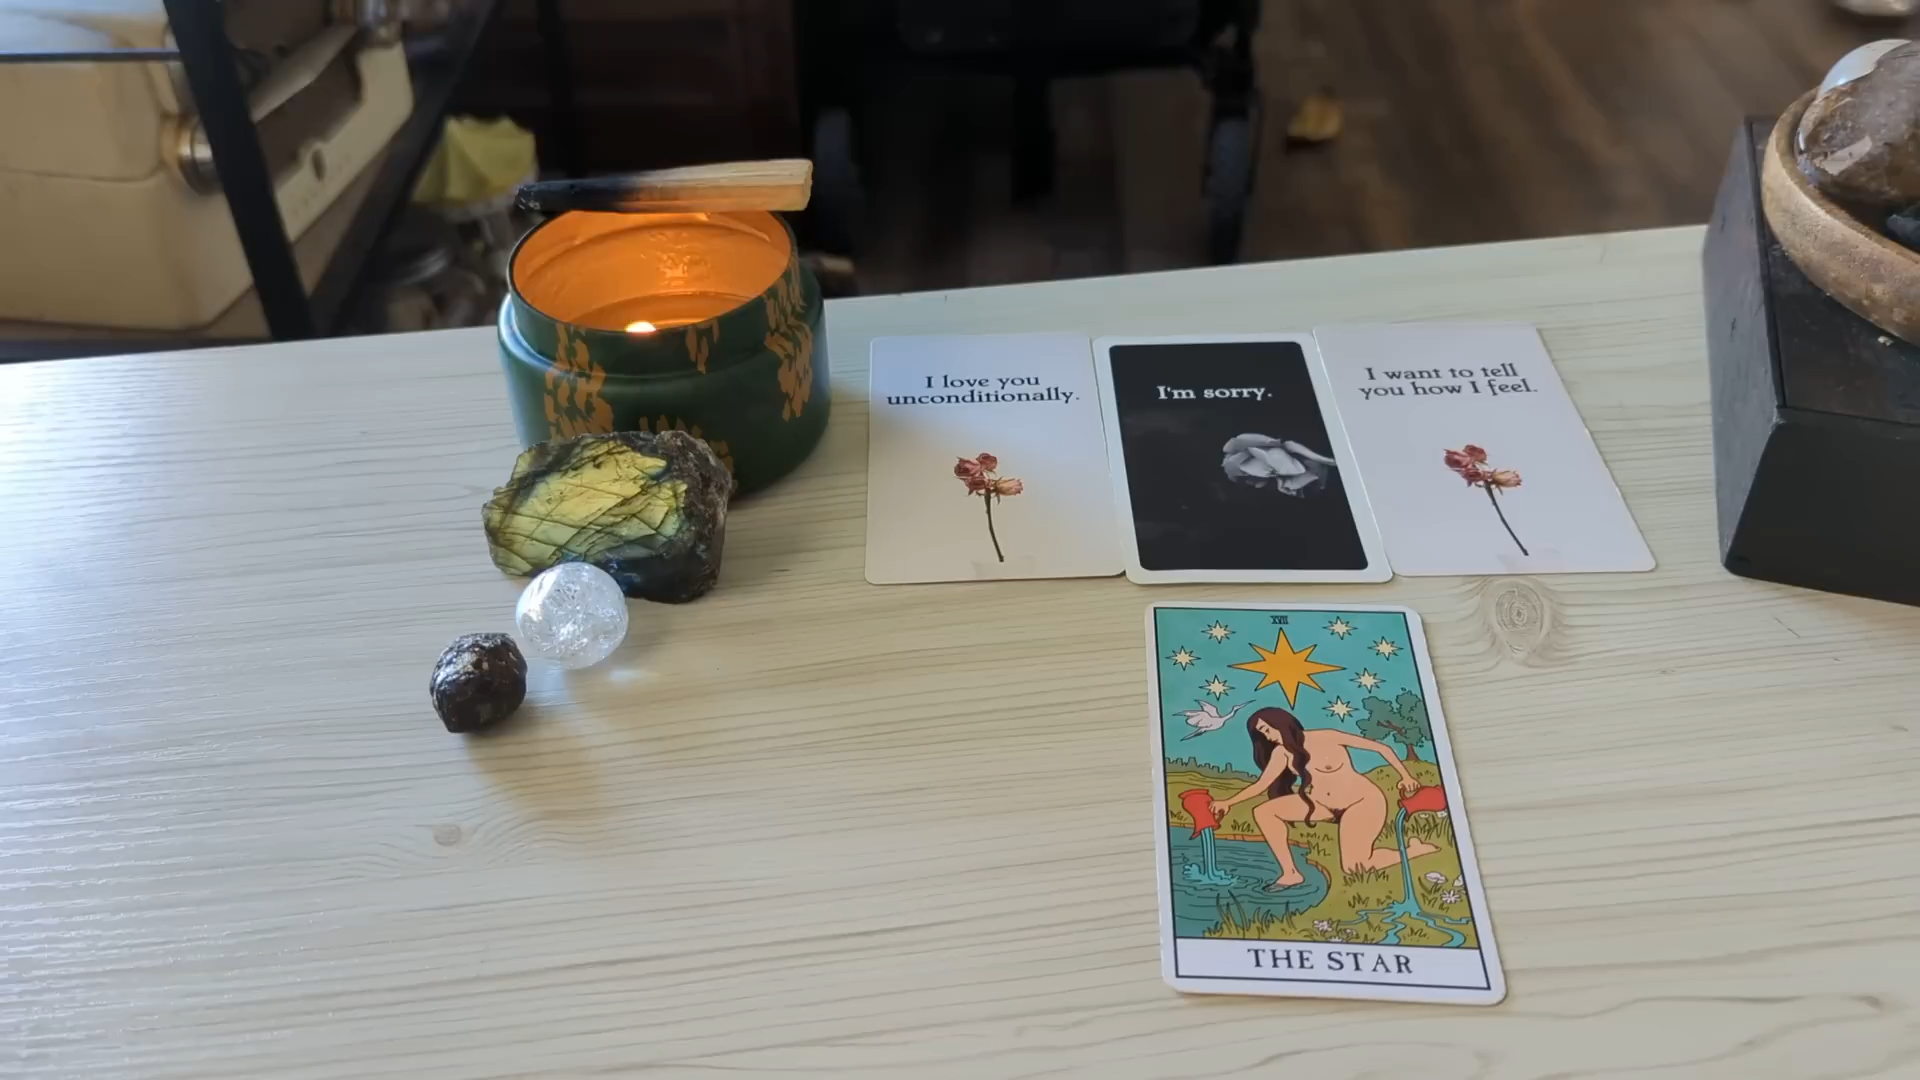 I love you
unconditionally.
I'm sorry.
I want to tell
you how I feel.
XVII
THE STAR